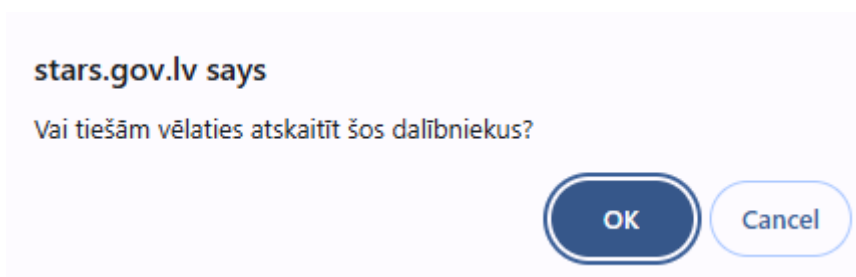 stars.gov.lv says
Vai tiešām vēlaties atskaitīt šos dalībniekus?
OK
Cancel